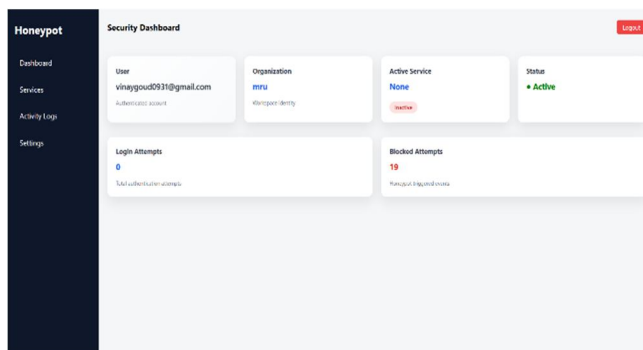 Honeypot
Security Dashboard
Logout
Dashboard
Services
Activity Logs
Settings
User
vinaygoud0931@gmail.com
Authenticated account
Organization
mru
Workspace identity
Active Service
None
Inactive
Status
• Active
Login Attempts
0
Total authentication attempts
Blocked Attempts
19
Honeypot triggered events